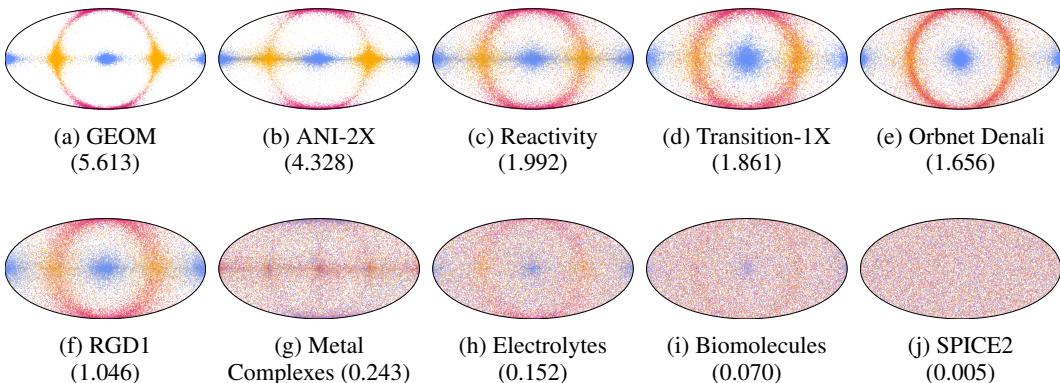 (a) GEOM
(5.613)
(b) ANI-2X
(4.328)
(c) Reactivity
(1.992)
(d) Transition-1X
(1.861)
(e) Orbnet Denali
(1.656)
(f) RGD1
(1.046)
(g) Metal
Complexes (0.243)
(h) Electrolytes
(0.152)
(i) Biomolecules
(0.070)
(j) SPICE2
(0.005)